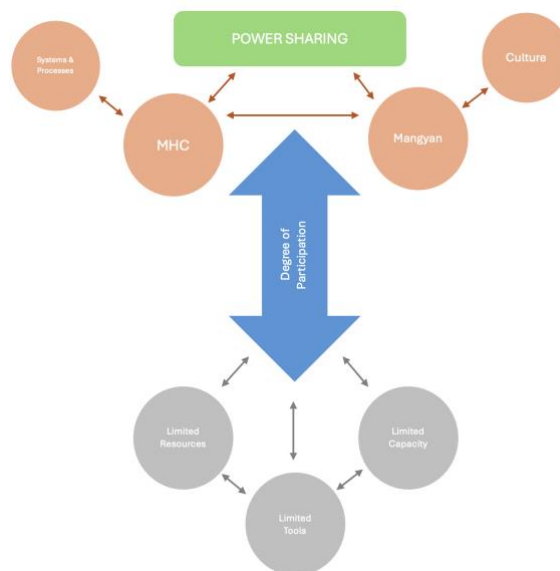 POWER SHARING
Systems &
Processes
Culture
MHC
Mangyan
Degree of
Participation
Limited
Resources
Limited
Capacity
Limited
Tools